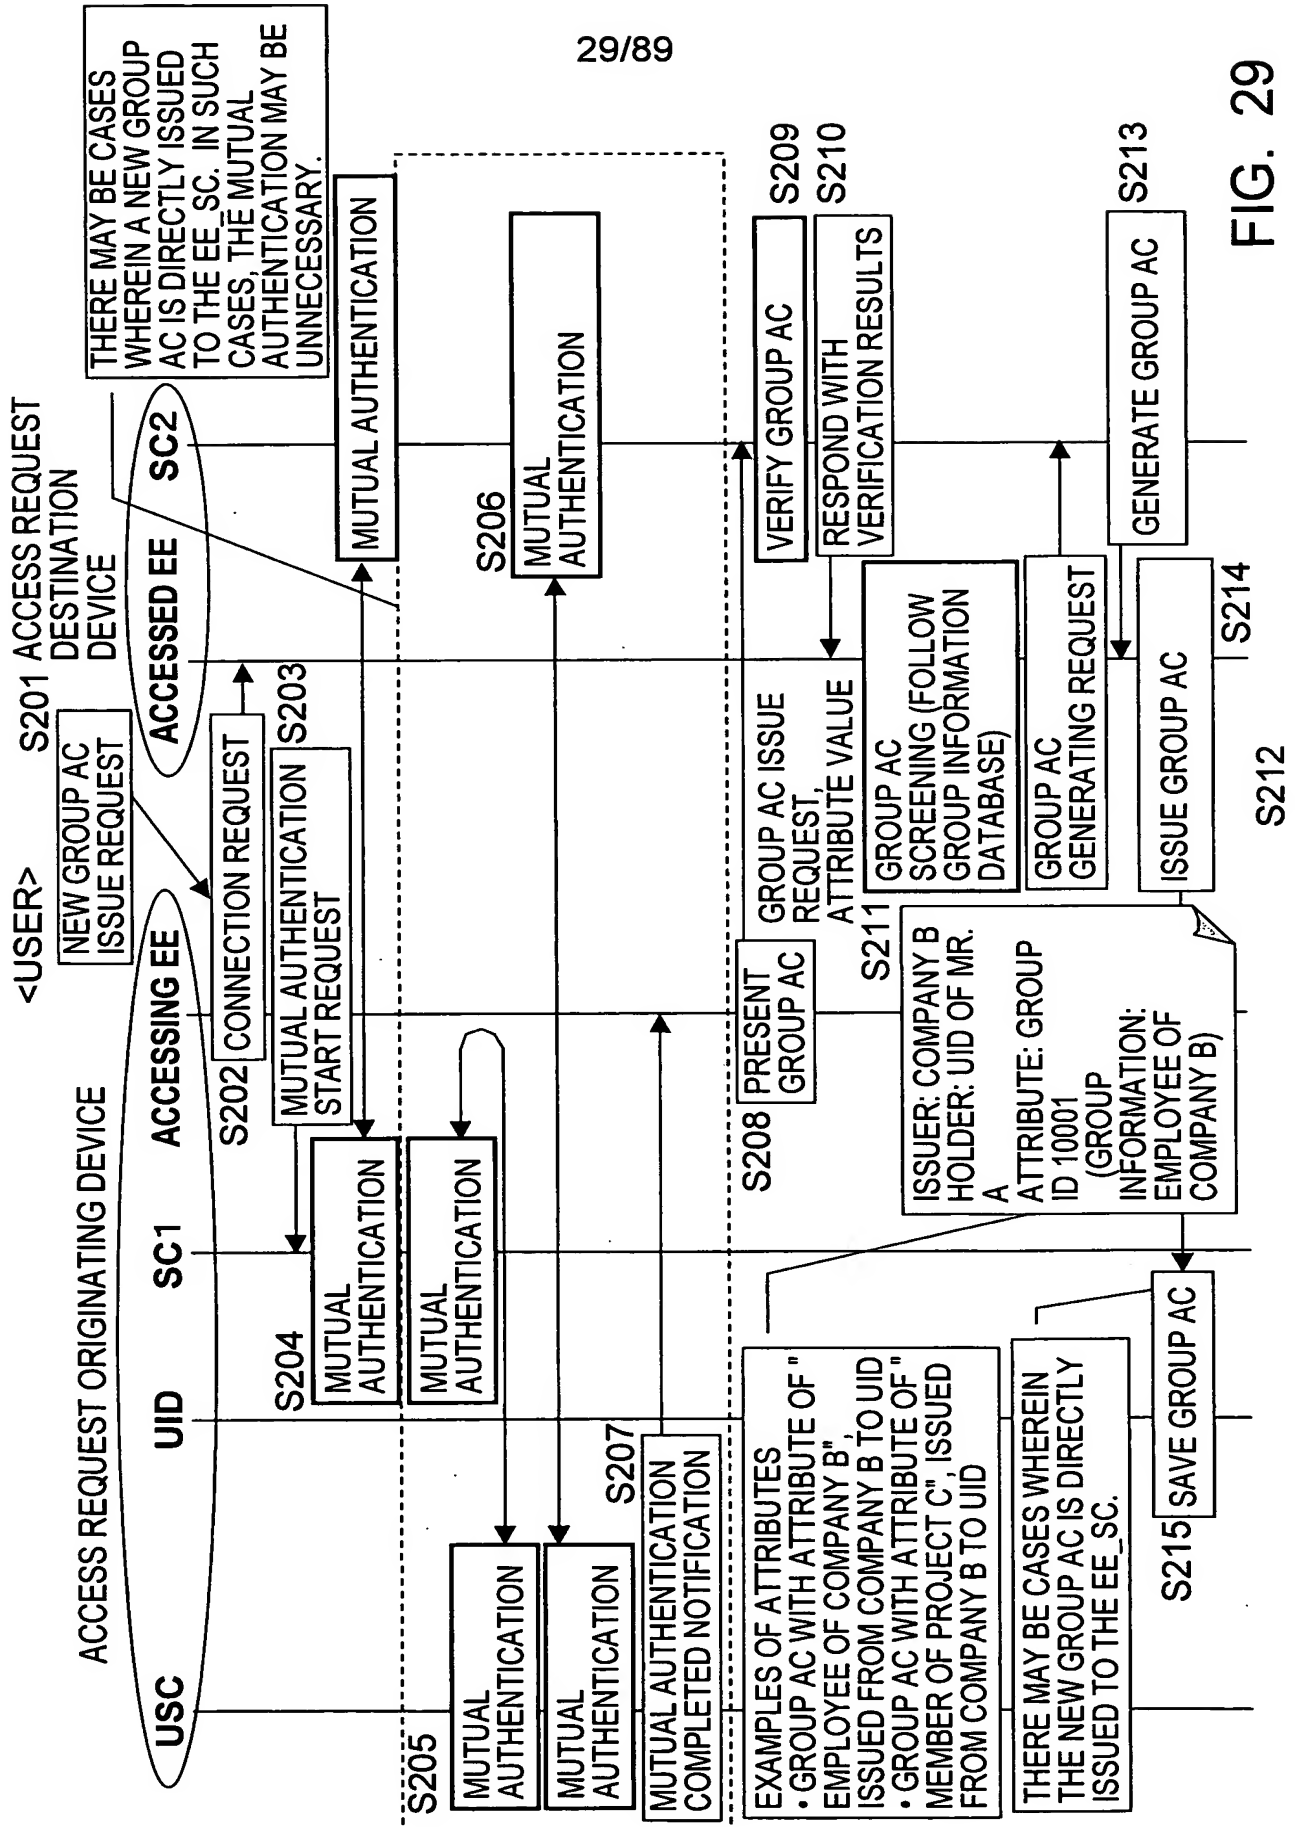 29/89
<USER>
S201
ACCESS REQUEST
DESTINATION
DEVICE
NEW GROUP AC
ISSUE REQUEST
THERE MAY BE CASES
WHEREIN A NEW GROUP
AC IS DIRECTLY ISSUED
TO THE EE_SC. IN SUCH
CASES, THE MUTUAL
AUTHENTICATION MAY BE
UNNECESSARY.
ACCESS REQUEST ORIGINATING DEVICE
USC
UID
SC1
ACCESSING EE
ACCESSED EE
SC2
S202
CONNECTION REQUEST
MUTUAL AUTHENTICATION
START REQUEST
S203
S204
MUTUAL
AUTHENTICATION
MUTUAL AUTHENTICATION
MUTUAL
AUTHENTICATION
S205
MUTUAL
AUTHENTICATION
S206
MUTUAL
AUTHENTICATION
MUTUAL
AUTHENTICATION
S207
MUTUAL AUTHENTICATION
COMPLETED NOTIFICATION
S208
PRESENT
GROUP AC
GROUP AC ISSUE
REQUEST,
ATTRIBUTE VALUE
VERIFY GROUP AC
S209
RESPOND WITH
VERIFICATION RESULTS
S210
S211
GROUP AC
SCREENING (FOLLOW
GROUP INFORMATION
DATABASE)
GROUP AC
GENERATING REQUEST
S212
GENERATE GROUP AC
S213
ISSUE GROUP AC
S214
ISSUER: COMPANY B
HOLDER: UID OF MR.
A
ATTRIBUTE: GROUP
ID 10001
(GROUP
INFORMATION:
EMPLOYEE OF
COMPANY B)
EXAMPLES OF ATTRIBUTES
• GROUP AC WITH ATTRIBUTE OF "
EMPLOYEE OF COMPANY B",
ISSUED FROM COMPANY B TO UID
• GROUP AC WITH ATTRIBUTE OF "
MEMBER OF PROJECT C", ISSUED
FROM COMPANY B TO UID
THERE MAY BE CASES WHEREIN
THE NEW GROUP AC IS DIRECTLY
ISSUED TO THE EE_SC.
S215
SAVE GROUP AC
FIG. 29